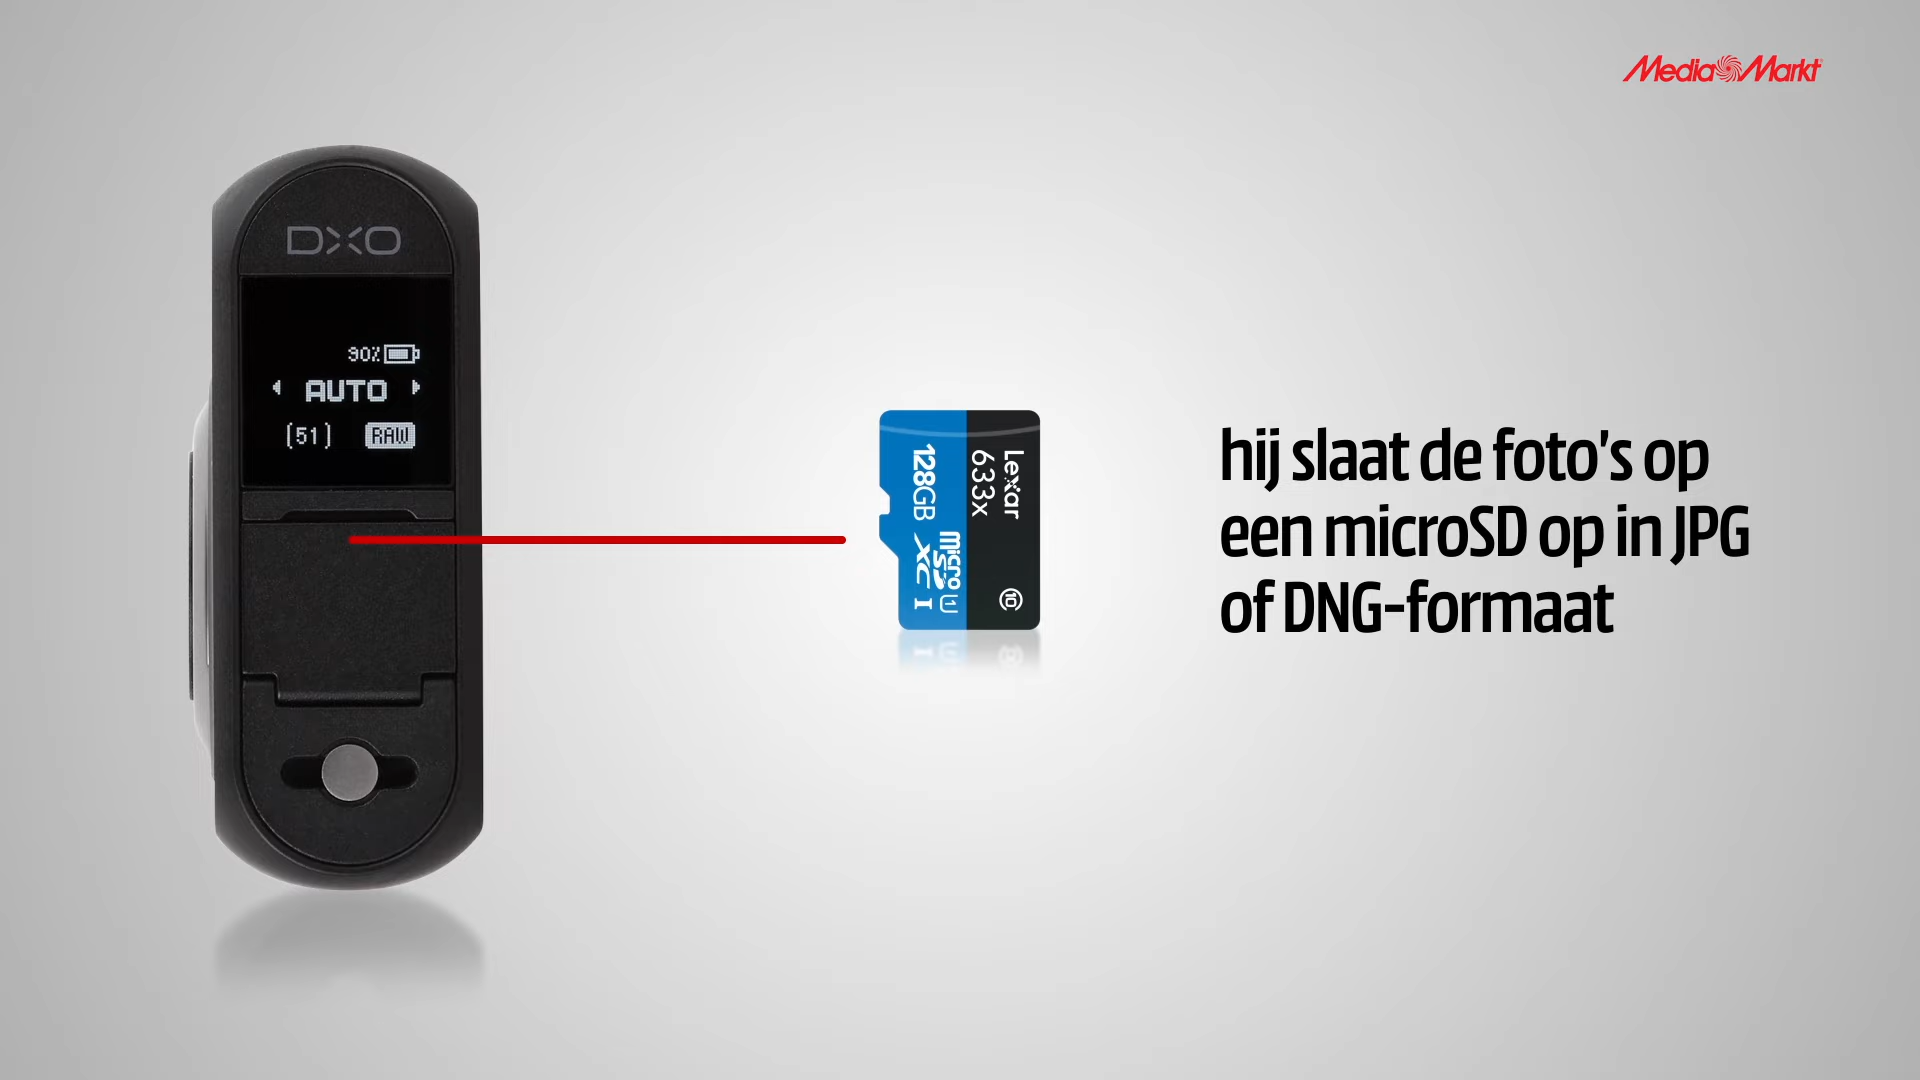 MediaMarkt
DXO
90%
AUTO
(51) RAW
Lexar
633x
128GB
micro
SD
XC I
U1
10
hij slaat de foto's op
een microSD op in JPG
of DNG-formaat